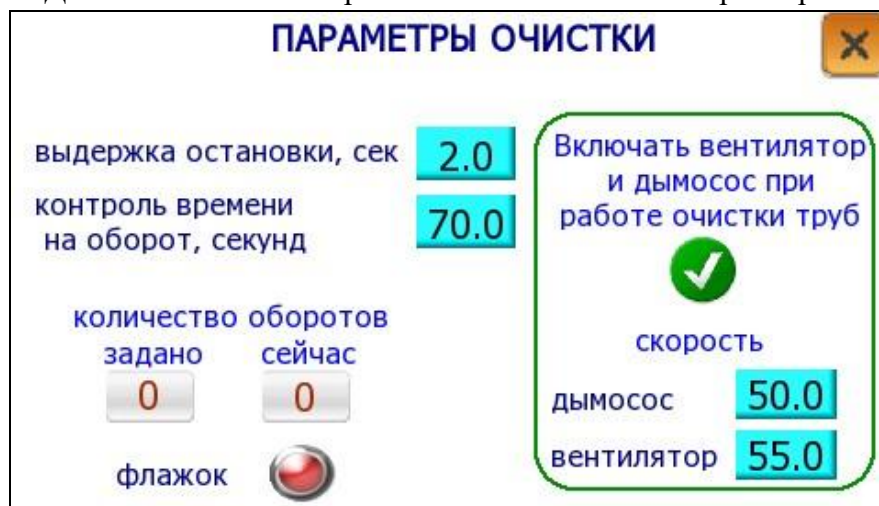 ПАРАМЕТРЫ ОЧИСТКИ
выдержка остановки, сек 2.0
контроль времени
на оборот, секунд 70.0
количество оборотов
задано сейчас
0 0
флажок
Включать вентилятор
и дымосос при
работе очистки труб
скорость
дымосос 50.0
вентилятор 55.0